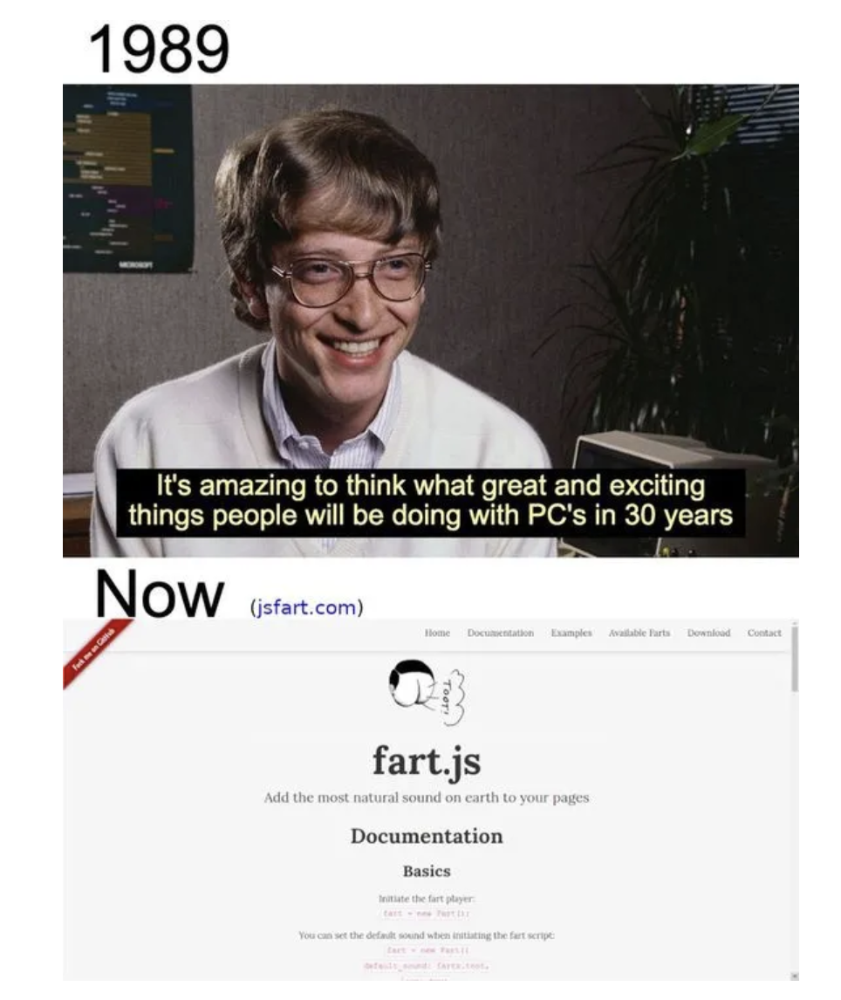 1989
MICROSOFT
It's amazing to think what great and exciting
things people will be doing with PC's in 30 years
Now (jsfart.com)
Fork me on GitHub
Home Documentation Examples Available Farts Download Contact
Toot!
fart.js
Add the most natural sound on earth to your pages
Documentation
Basics
Initiate the fart player:
fart = new Fart();
You can set the default sound when initiating the fart script:
fart = new Fart({
default_sound: farts.toot,